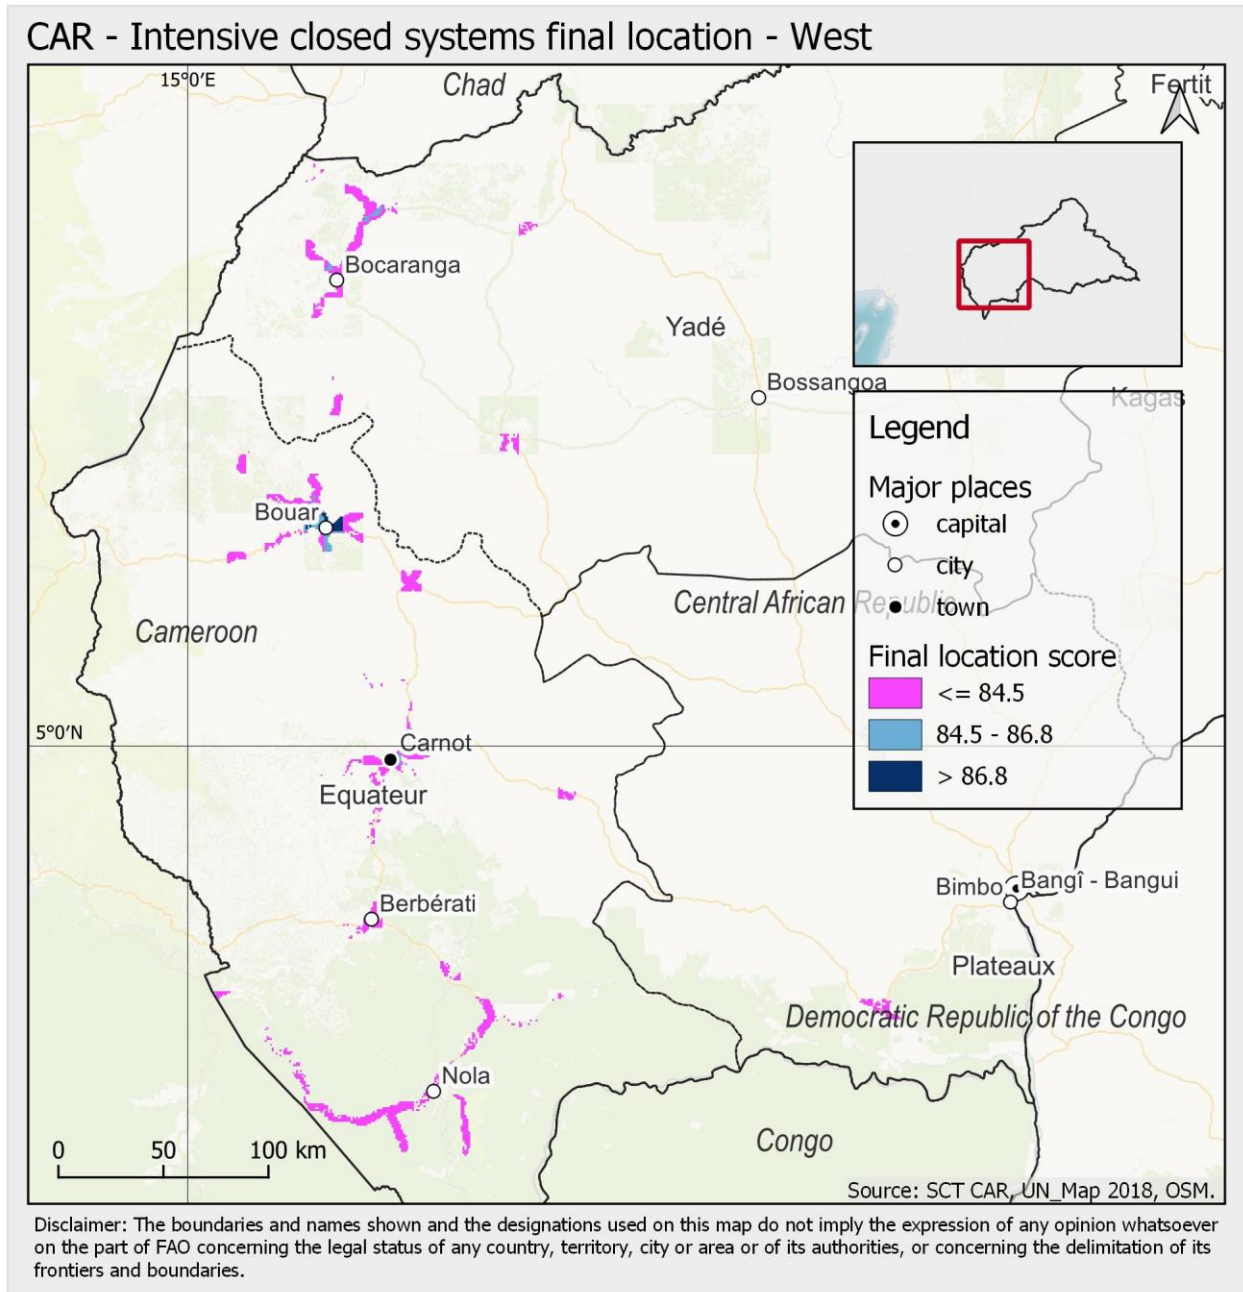 CAR - Intensive closed systems final location - West
15°0′E
Chad
Fertit
Bocaranga
Yadé
Bossangoa
Kagas
Legend
Major places
capital
city
town
Bouar
Central African Republic
Cameroon
Final location score
<= 84.5
84.5 - 86.8
> 86.8
5°0′N
Carnot
Equateur
Bimbo
Bangî - Bangui
Berbérati
Plateaux
Democratic Republic of the Congo
Nola
Congo
0 50 100 km
Source: SCT CAR, UN_Map 2018, OSM.
Disclaimer: The boundaries and names shown and the designations used on this map do not imply the expression of any opinion whatsoever
on the part of FAO concerning the legal status of any country, territory, city or area or of its authorities, or concerning the delimitation of its
frontiers and boundaries.